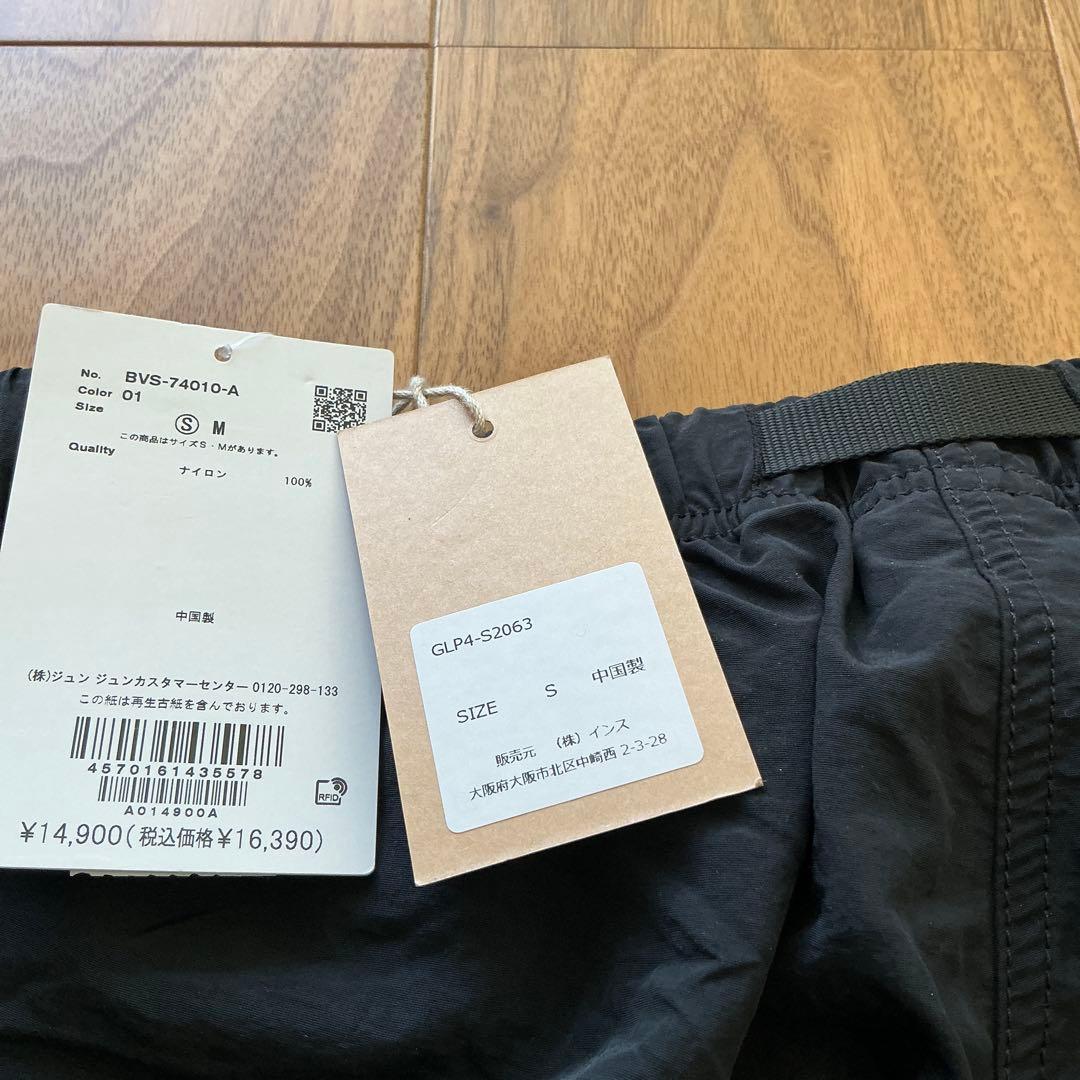 No. BVS-74010-A
Color 01
Size
Ⓢ M
この商品はサイズS・Mがあります。
Quality
ナイロン 100%
中国製
(株)ジュン ジュンカスタマーセンター 0120-298-133
この紙は再生古紙を含んでおります。
4570161435578
A014900A
RFID
¥14,900(税込価格¥16,390)
GLP4-S2063
SIZE S 中国製
販売元 (株)インス
大阪府大阪市北区中崎西 2-3-28